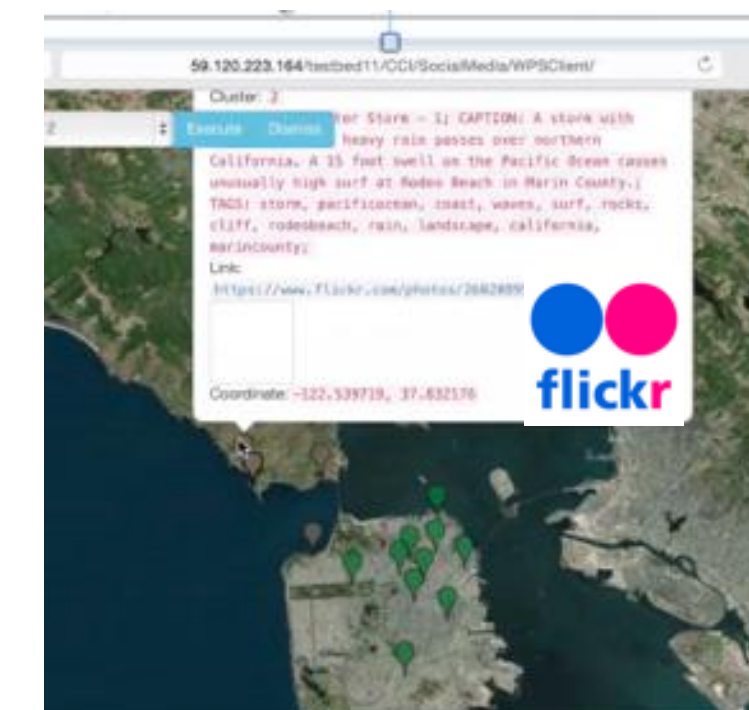 59.120.223.164/testbed11/CCI/SocialMedia/WPSClient/
Cluster: 2
2 Execute Dismiss
Storm - 1; CAPTION: A storm with
heavy rain passes over northern
California. A 15 foot swell on the Pacific Ocean causes
unusually high surf at Rodeo Beach in Marin County.;
TAGS: storm, pacificocean, coast, waves, surf, rocks,
cliff, rodeobeach, rain, landscape, california,
marincounty;
Link:
https://www.flickr.com/photos/
flickr
Coordinate: -122.539719, 37.832176